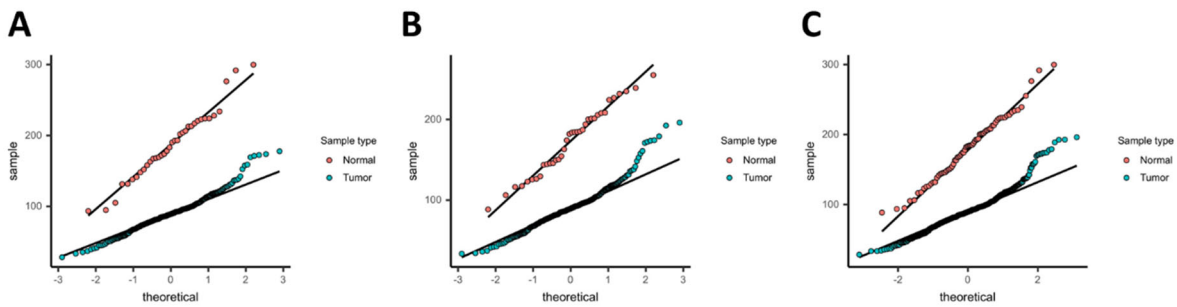 A
300
200
100
sample
-3
-2
-1
0
1
2
3
theoretical
Sample type
Normal
Tumor
B
200
100
sample
-3
-2
-1
0
1
2
3
theoretical
Sample type
Normal
Tumor
C
300
200
100
sample
-2
0
2
theoretical
Sample type
Normal
Tumor